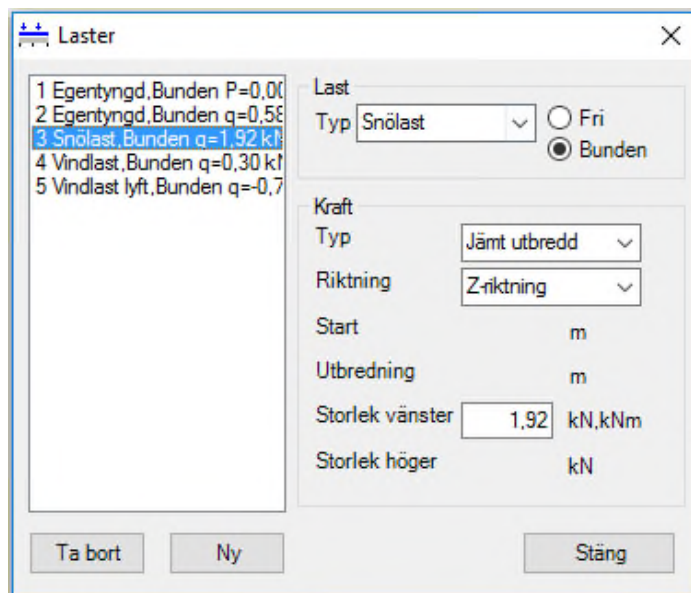 Laster
1 Egentyngd,Bunden P=0,00
2 Egentyngd,Bunden q=0,58
3 Snölast,Bunden q=1,92 kN
4 Vindlast,Bunden q=0,30 kN
5 Vindlast lyft,Bunden q=-0,7
Last
Typ Snölast
Fri
Bunden
Kraft
Typ Jämt utbredd
Riktning Z-riktning
Start m
Utbredning m
Storlek vänster 1,92 kN,kNm
Storlek höger kN
Ta bort Ny Stäng